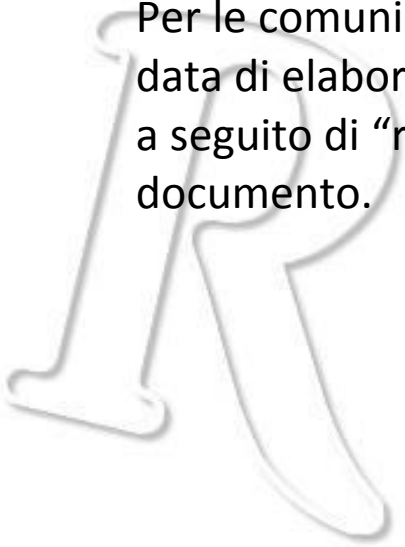 Per le comuni
data di elabor
a seguito di “r
documento.